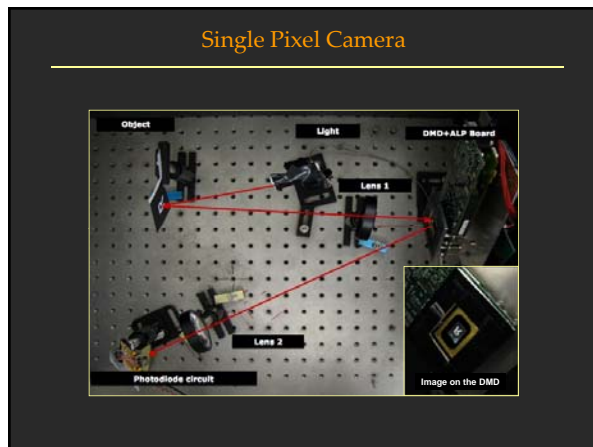 Single Pixel Camera
Object
Light
DMD+ALP Board
Lens 1
Lens 2
Photodiode circuit
Image on the DMD